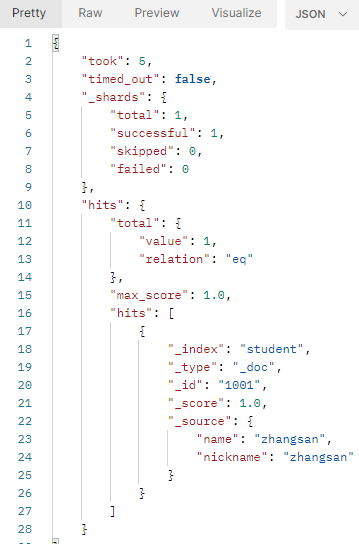 Pretty Raw Preview Visualize JSON
1 {
2 "took": 5,
3 "timed_out": false,
4 "_shards": {
5 "total": 1,
6 "successful": 1,
7 "skipped": 0,
8 "failed": 0
9 },
10 "hits": {
11 "total": {
12 "value": 1,
13 "relation": "eq"
14 },
15 "max_score": 1.0,
16 "hits": [
17 {
18 "_index": "student",
19 "_type": "_doc",
20 "_id": "1001",
21 "_score": 1.0,
22 "_source": {
23 "name": "zhangsan",
24 "nickname": "zhangsan"
25 }
26 }
27 ]
28 }